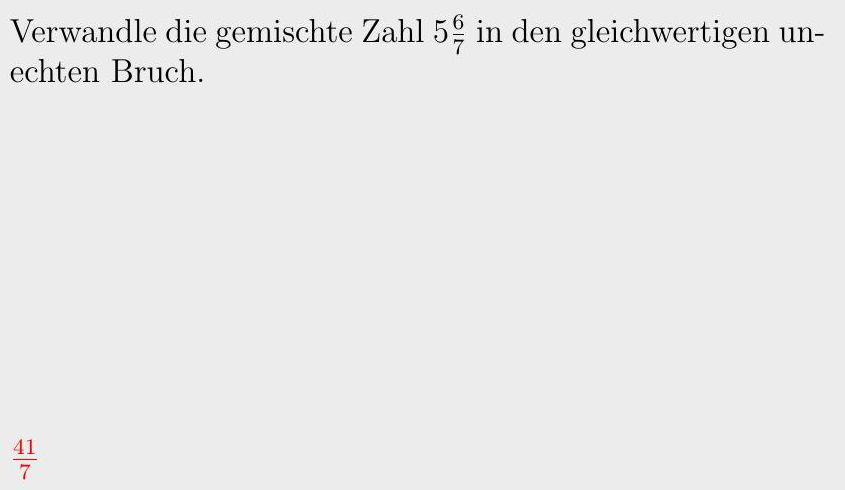 Verwandle die gemischte Zahl 5 6/7 in den gleichwertigen un-
echten Bruch.
41/7